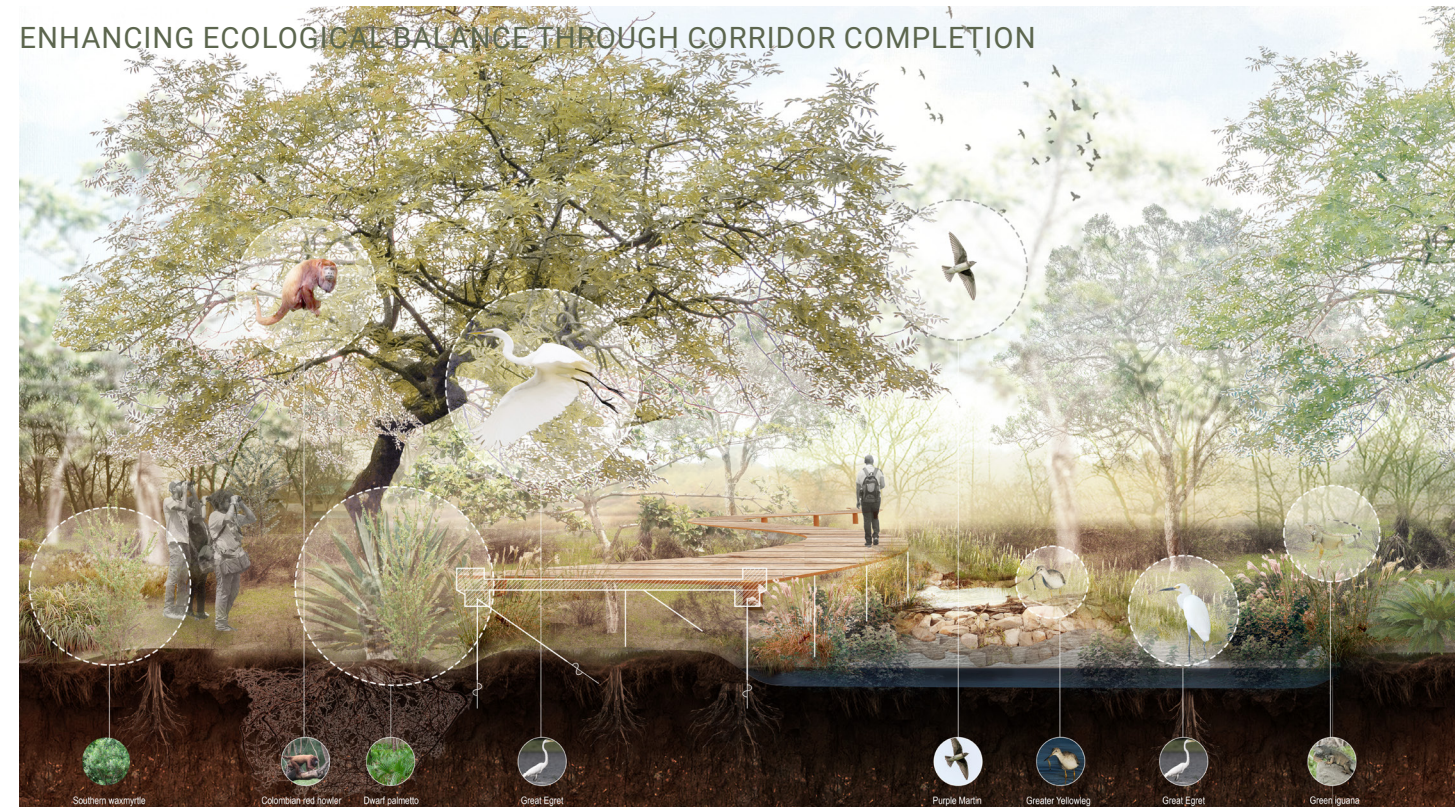 ENHANCING ECOLOGICAL BALANCE THROUGH CORRIDOR COMPLETION
Southern waxmyrtle
Colombian red howler
Dwarf palmetto
Great Egret
Purple Martin
Greater Yellowleg
Great Egret
Green iguana